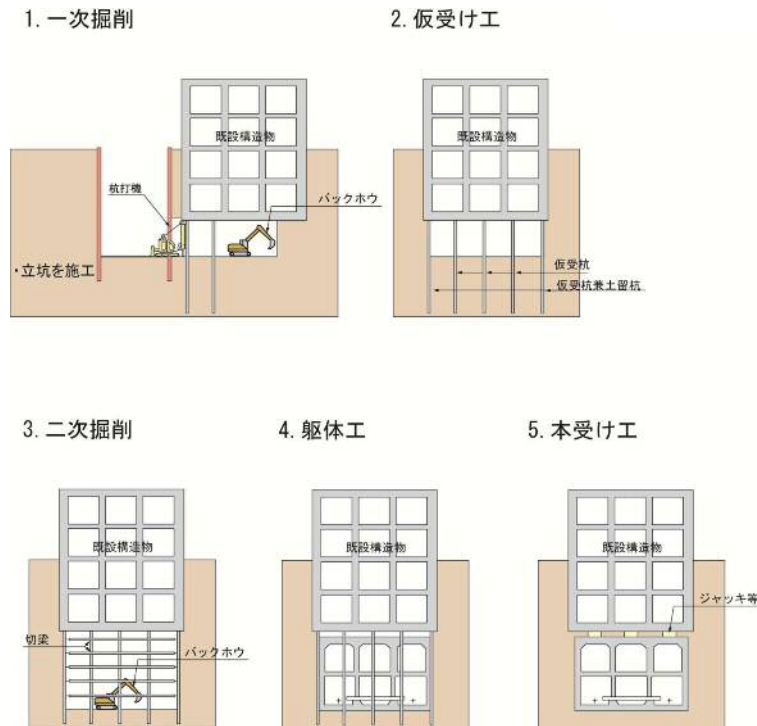 1. 一次掘削
2. 仮受け工
既設構造物
既設構造物
杭打機
バックホウ
・立坑を施工
仮受杭
仮受杭兼土留杭
3. 二次掘削
4. 躯体工
5. 本受け工
既設構造物
既設構造物
既設構造物
ジャッキ等
切梁
バックホウ